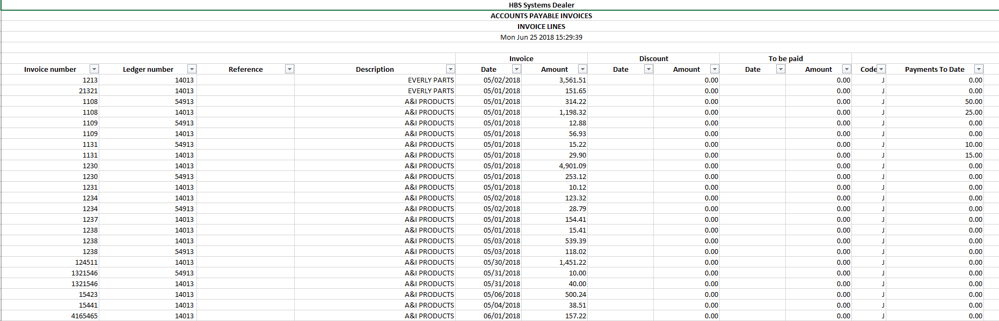 HBS Systems Dealer
ACCOUNTS PAYABLE INVOICES
INVOICE LINES
Mon Jun 25 2018 15:29:39
Invoice Discount To be paid
Invoice number Ledger number Reference Description Date Amount Date Amount Date Amount Code Payments To Date
1213 14013 EVERLY PARTS 05/02/2018 3,561.51 0.00 0.00 J 0.00
21321 14013 EVERLY PARTS 05/01/2018 151.65 0.00 0.00 J 0.00
1108 54913 A&I PRODUCTS 05/01/2018 314.22 0.00 0.00 J 50.00
1108 14013 A&I PRODUCTS 05/01/2018 1,198.32 0.00 0.00 J 25.00
1109 54913 A&I PRODUCTS 05/01/2018 12.88 0.00 0.00 J 0.00
1109 14013 A&I PRODUCTS 05/01/2018 56.93 0.00 0.00 J 0.00
1131 54913 A&I PRODUCTS 05/01/2018 15.22 0.00 0.00 J 10.00
1131 14013 A&I PRODUCTS 05/01/2018 29.90 0.00 0.00 J 15.00
1230 14013 A&I PRODUCTS 05/01/2018 4,901.09 0.00 0.00 J 0.00
1230 54913 A&I PRODUCTS 05/01/2018 253.12 0.00 0.00 J 0.00
1231 14013 A&I PRODUCTS 05/01/2018 10.12 0.00 0.00 J 0.00
1234 14013 A&I PRODUCTS 05/02/2018 123.32 0.00 0.00 J 0.00
1234 54913 A&I PRODUCTS 05/02/2018 28.79 0.00 0.00 J 0.00
1237 14013 A&I PRODUCTS 05/01/2018 154.41 0.00 0.00 J 0.00
1238 14013 A&I PRODUCTS 05/01/2018 15.41 0.00 0.00 J 0.00
1238 14013 A&I PRODUCTS 05/03/2018 539.39 0.00 0.00 J 0.00
1238 54913 A&I PRODUCTS 05/03/2018 118.02 0.00 0.00 J 0.00
124511 14013 A&I PRODUCTS 05/30/2018 1,451.22 0.00 0.00 J 0.00
1321546 54913 A&I PRODUCTS 05/31/2018 10.00 0.00 0.00 J 0.00
1321546 14013 A&I PRODUCTS 05/31/2018 40.00 0.00 0.00 J 0.00
15423 14013 A&I PRODUCTS 05/06/2018 500.24 0.00 0.00 J 0.00
15441 14013 A&I PRODUCTS 05/04/2018 38.51 0.00 0.00 J 0.00
4165465 14013 A&I PRODUCTS 06/01/2018 157.22 0.00 0.00 J 0.00